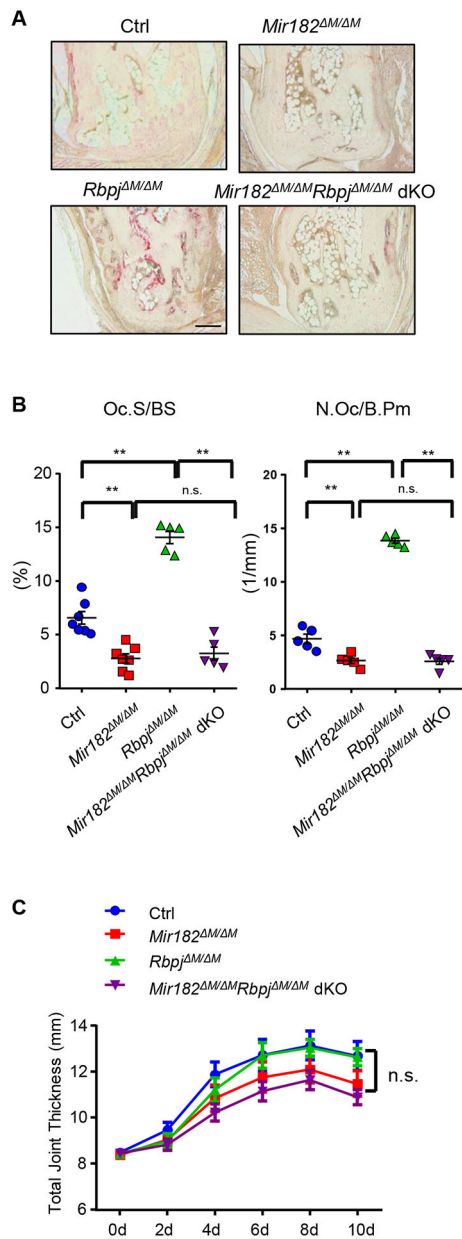 A
Ctrl
Mir182ΔM/ΔM
RbpjΔM/ΔM
Mir182ΔM/ΔMRbpjΔM/ΔM dKO
B
Oc.S/BS
N.Oc/B.Pm
** **
** n.s.
** **
** n.s.
(%)
20
15
10
5
0
(1/mm)
20
15
10
5
0
Ctrl
Mir182ΔM/ΔM
RbpjΔM/ΔM
Mir182ΔM/ΔMRbpjΔM/ΔM dKO
Ctrl
Mir182ΔM/ΔM
RbpjΔM/ΔM
Mir182ΔM/ΔMRbpjΔM/ΔM dKO
C
Ctrl
Mir182ΔM/ΔM
RbpjΔM/ΔM
Mir182ΔM/ΔMRbpjΔM/ΔM dKO
Total Joint Thickness (mm)
14
12
10
8
6
n.s.
0d 2d 4d 6d 8d 10d